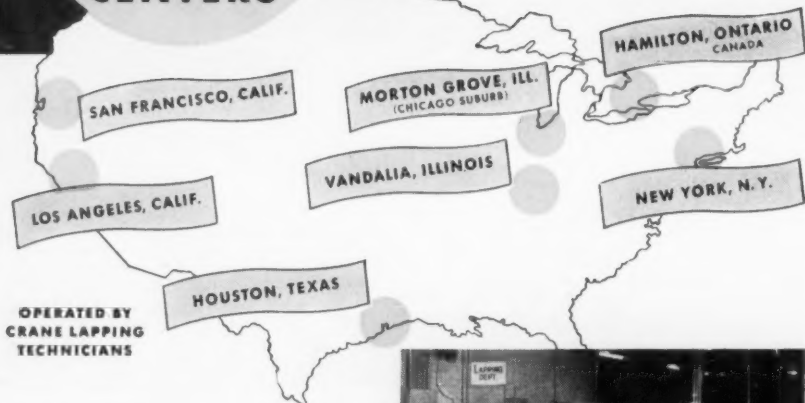 CENTERS
HAMILTON, ONTARIO
CANADA
SAN FRANCISCO, CALIF.
MORTON GROVE, ILL.
(CHICAGO SUBURB)
VANDALIA, ILLINOIS
LOS ANGELES, CALIF.
NEW YORK, N.Y.
HOUSTON, TEXAS
OPERATED BY
CRANE LAPPING
TECHNICIANS
LAPPING
DEPT.